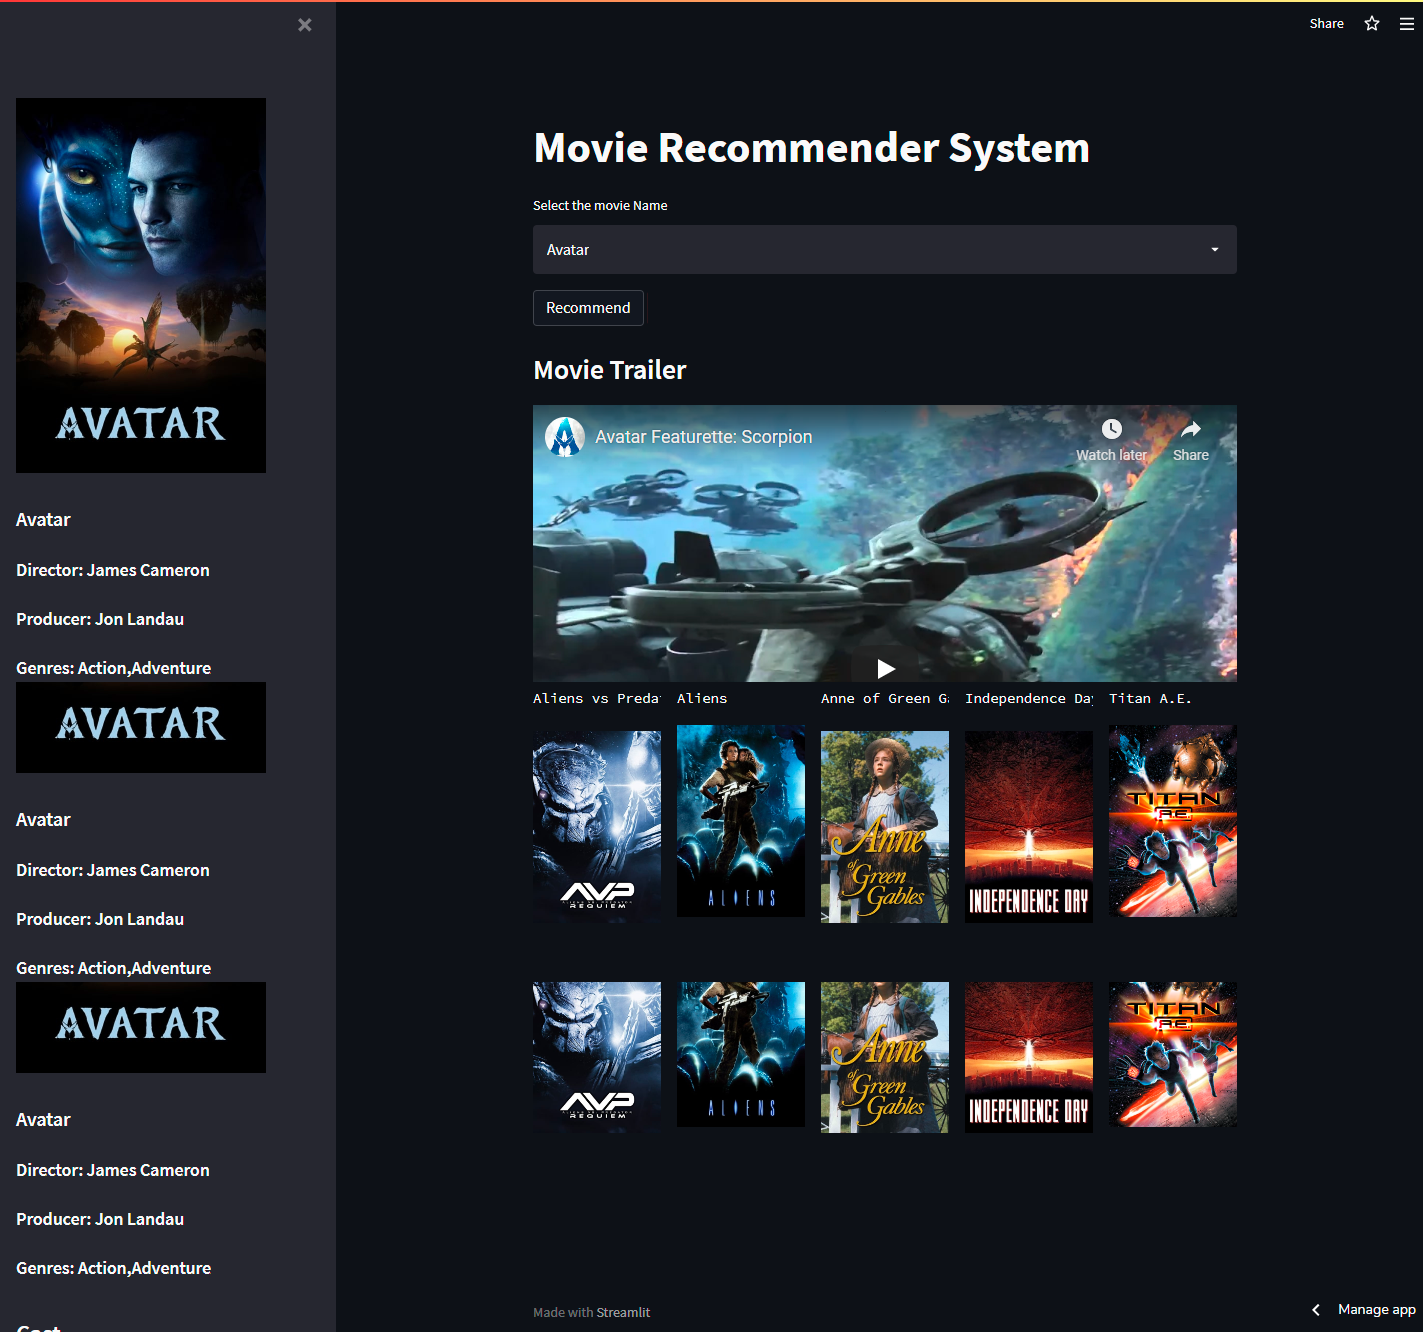 Share
Movie Recommender System
Select the movie Name
Avatar
Recommend
Movie Trailer
Avatar Featurette: Scorpion
Watch later
Share
Aliens vs Preda
Aliens
Anne of Green Ga
Independence Day
Titan A.E.
AVP
REQUIEM
ALIENS
Anne
of Green
Gables
INDEPENDENCE DAY
TITAN
A.E.
AVP
REQUIEM
ALIENS
Anne
of Green
Gables
INDEPENDENCE DAY
TITAN
A.E.
Made with Streamlit
Manage app
AVATAR
Avatar
Director: James Cameron
Producer: Jon Landau
Genres: Action,Adventure
AVATAR
Avatar
Director: James Cameron
Producer: Jon Landau
Genres: Action,Adventure
AVATAR
Avatar
Director: James Cameron
Producer: Jon Landau
Genres: Action,Adventure
Cast